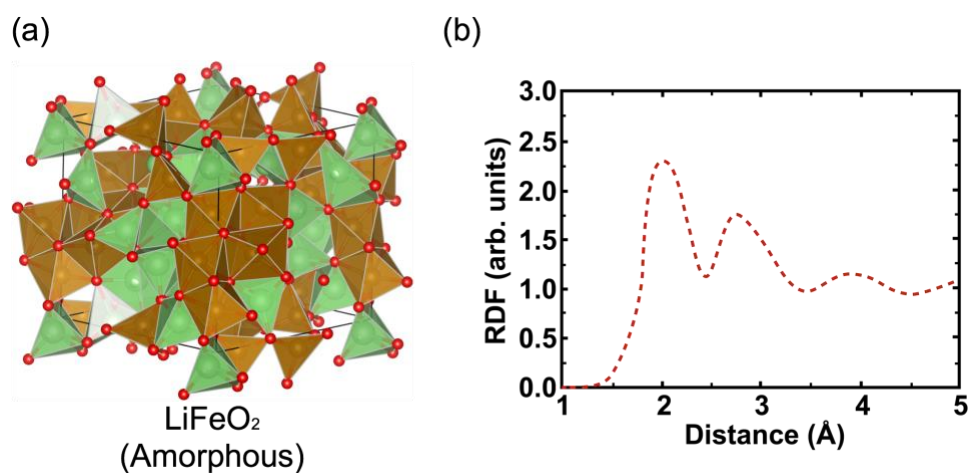 (a)
LiFeO₂
(Amorphous)
(b)
RDF (arb. units)
3.0
2.5
2.0
1.5
1.0
0.5
0.0
1 2 3 4 5
Distance (Å)